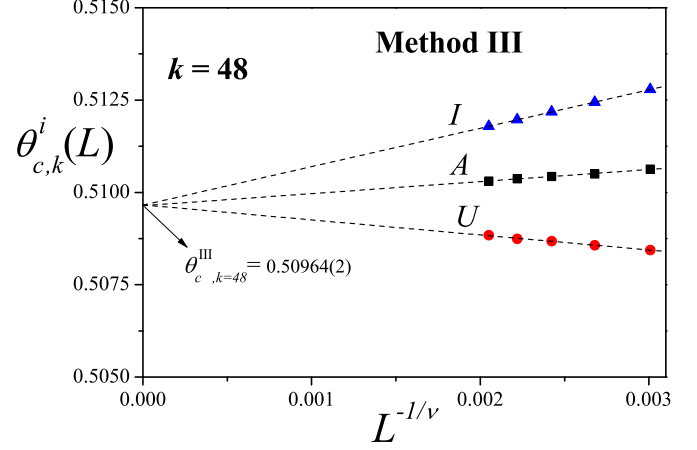 0.5150
Method III
k = 48
0.5125
I
θ^i_{c,k}(L)
A
0.5100
U
θ^III_{c ,k=48} = 0.50964(2)
0.5075
0.5050
0.000 0.001 0.002 0.003
L^{-1/ν}